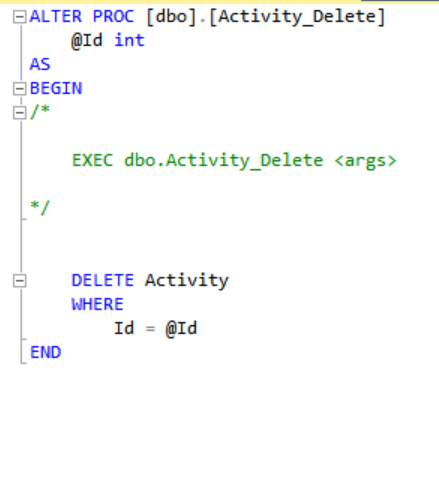 ALTER PROC [dbo].[Activity_Delete]
@Id int
AS
BEGIN
/*
EXEC dbo.Activity_Delete <args>
*/
DELETE Activity
WHERE
Id = @Id
END